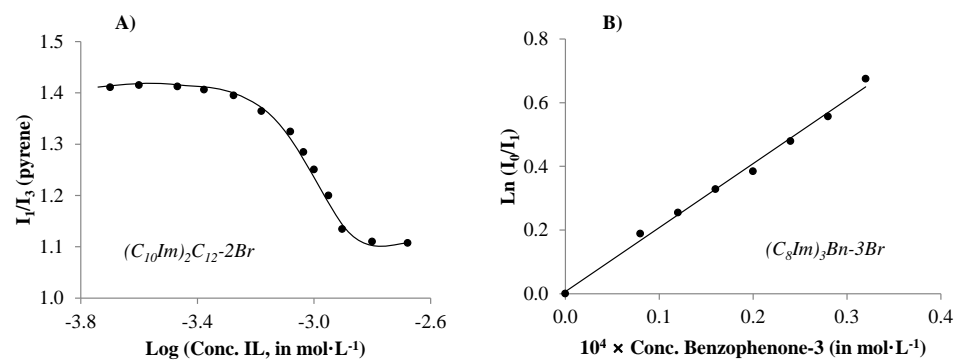 A)
I₁/I₃ (pyrene)
1.5
1.4
1.3
1.2
1.1
1.0
(C₁₀Im)₂C₁₂-2Br
-3.8
-3.4
-3.0
-2.6
Log (Conc. IL, in mol·L⁻¹)
B)
Ln (I₀/I₁)
0.8
0.6
0.4
0.2
0.0
(C₈Im)₃Bn-3Br
0.0
0.1
0.2
0.3
0.4
10⁴ × Conc. Benzophenone-3 (in mol·L⁻¹)